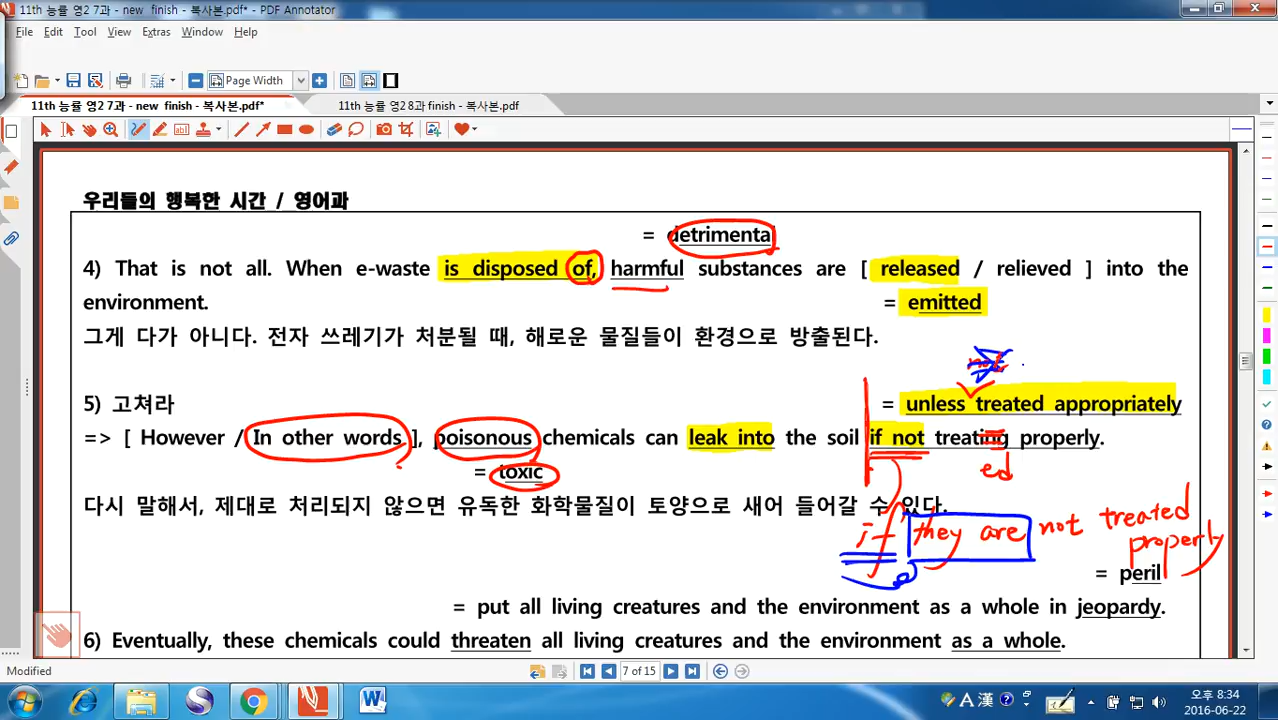 11th 능률 영2 7과 - new finish - 복사본.pdf* - PDF Annotator
File Edit Tool View Extras Window Help
Page Width
11th 능률 영2 7과 - new finish - 복사본.pdf* 11th 능률 영2 8과 finish - 복사본.pdf
우리들의 행복한 시간 / 영어과
= detrimental
4) That is not all. When e-waste is disposed of, harmful substances are [ released / relieved ] into the
environment. = emitted
그게 다가 아니다. 전자 쓰레기가 처분될 때, 해로운 물질들이 환경으로 방출된다.
5) 고쳐라 = unless treated appropriately
=> [ However / In other words ], poisonous chemicals can leak into the soil if not treating properly.
= toxic ed
다시 말해서, 제대로 처리되지 않으면 유독한 화학물질이 토양으로 새어 들어갈 수 있다.
if they are not treated
properly
= peril
= put all living creatures and the environment as a whole in jeopardy.
6) Eventually, these chemicals could threaten all living creatures and the environment as a whole.
Modified 7 of 15
A 漢 오후 8:34
2016-06-22